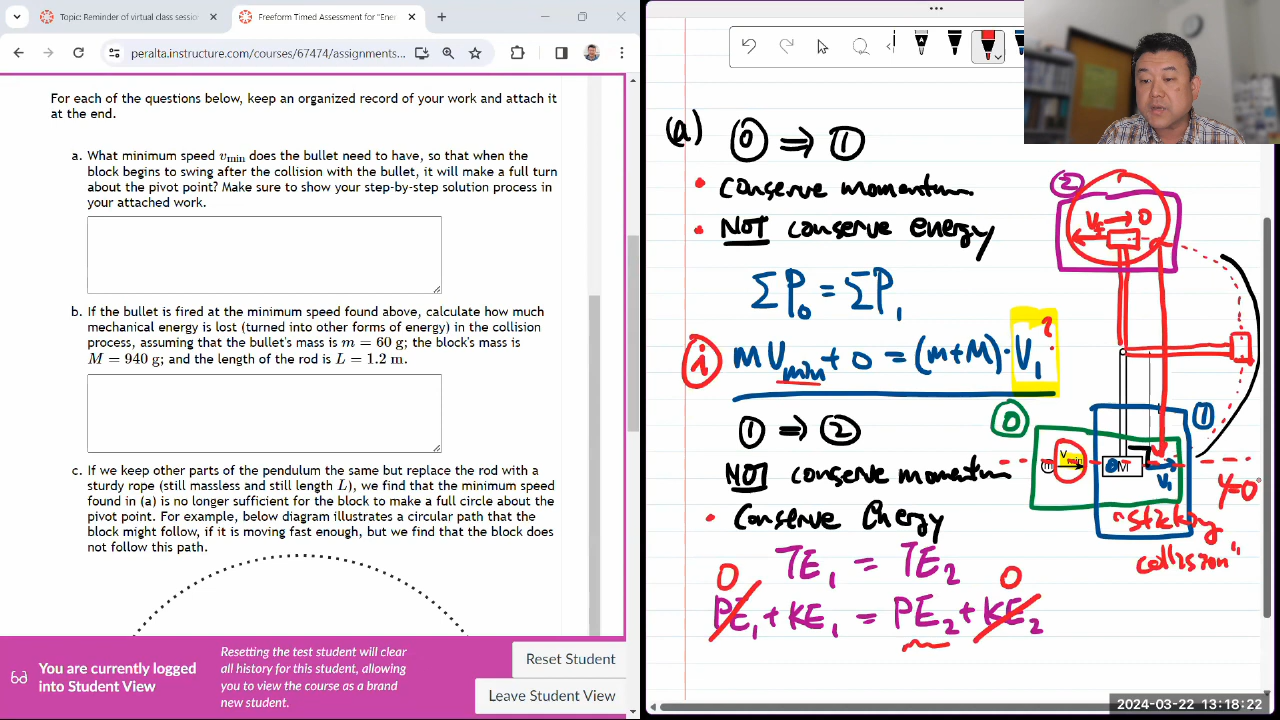 Topic: Reminder of virtual class session
Freeform Timed Assessment for "Ener
peralta.instructure.com/courses/67474/assignments...
For each of the questions below, keep an organized record of your work and attach it
at the end.
a. What minimum speed vmin does the bullet need to have, so that when the
block begins to swing after the collision with the bullet, it will make a full turn
about the pivot point? Make sure to show your step-by-step solution process in
your attached work.
b. If the bullet is fired at the minimum speed found above, calculate how much
mechanical energy is lost (turned into other forms of energy) in the collision
process, assuming that the bullet's mass is m = 60 g; the block's mass is
M = 940 g; and the length of the rod is L = 1.2 m.
c. If we keep other parts of the pendulum the same but replace the rod with a
sturdy rope (still massless and still length L), we find that the minimum speed
found in (a) is no longer sufficient for the block to make a full circle about the
pivot point. For example, below diagram illustrates a circular path that the
block might follow, if it is moving fast enough, but we find that the block does
not follow this path.
You are currently logged
into Student View
Resetting the test student will clear
all history for this student, allowing
you to view the course as a brand
new student.
Reset Student
Leave Student View
(a) 0 ⇒ 1
• Conserve momentum
• NOT conserve energy
ΣP0 = ΣP1
i mVmin + 0 = (m+M)·V1 ?
1 ⇒ 2
NOT conserve momentum
• Conserve Energy
TE1 = TE2
0 0
PE1 + KE1 = PE2 + KE2
2
→ 0
0
1
m
vmin
M
V1
y=0
"sticking
collision"
2024-03-22 13:18:22